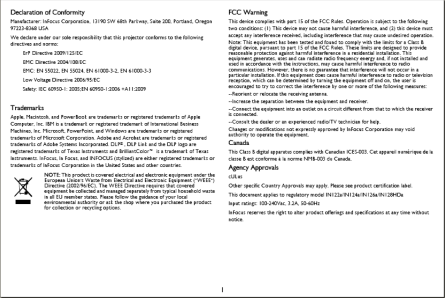 Declaration of Conformity
Manufacturer: InFocus Corporation, 13190 SW 68th Parkway, Suite 200, Portland, Oregon
97223-8368 USA
We declare under our sole responsibility that this projector conforms to the following
directives and norms:
ErP Directive 2009/125/EC
EMC Directive 2004/108/EC
EMC: EN 55022, EN 55024, EN 61000-3-2, EN 61000-3-3
Low Voltage Directive 2006/95/EC
Safety: IEC 60950-1: 2005; EN 60950-1:2006 +A11:2009
Trademarks
Apple, Macintosh, and PowerBook are trademarks or registered trademarks of Apple
Computer, Inc. IBM is a trademark or registered trademark of International Business
Machines, Inc. Microsoft, PowerPoint, and Windows are trademarks or registered
trademarks of Microsoft Corporation. Adobe and Acrobat are trademarks or registered
trademarks of Adobe Systems Incorporated. DLP®, DLP Link and the DLP logo are
registered trademarks of Texas Instruments and BrilliantColor™ is a trademark of Texas
Instruments. InFocus, In Focus, and INFOCUS (stylized) are either registered trademarks or
trademarks of InFocus Corporation in the United States and other countries.
NOTE: This product is covered by electrical and electronic equipment under the
European Union's Waste from Electrical and Electronic Equipment ("WEEE")
Directive (2002/96/EC). The WEEE Directive requires that covered
equipment be collected and managed separately from typical household waste
in all EU member states. Please follow the guidance of your local
environmental authority or ask the shop where you purchased the product
for collection or recycling options.
FCC Warning
This device complies with part 15 of the FCC Rules. Operation is subject to the following
two conditions: (1) This device may not cause harmful interference, and (2) this device must
accept any interference received, including interference that may cause undesired operation.
Note: This equipment has been tested and found to comply with the limits for a Class B
digital device, pursuant to part 15 of the FCC Rules. These limits are designed to provide
reasonable protection against harmful interference in a residential installation. This
equipment generates, uses and can radiate radio frequency energy and, if not installed and
used in accordance with the instructions, may cause harmful interference to radio
communications. However, there is no guarantee that interference will not occur in a
particular installation. If this equipment does cause harmful interference to radio or television
reception, which can be determined by turning the equipment off and on, the user is
encouraged to try to correct the interference by one or more of the following measures:
--Reorient or relocate the receiving antenna.
--Increase the separation between the equipment and receiver.
--Connect the equipment into an outlet on a circuit different from that to which the receiver
is connected.
--Consult the dealer or an experienced radio/TV technician for help.
Changes or modifications not expressly approved by InFocus Corporation may void
authority to operate the equipment.
Canada
This Class B digital apparatus complies with Canadian ICES-003. Cet appareil numérique de la
classe B est conforme à la norme NMB-003 du Canada.
Agency Approvals
cULus
Other specific Country Approvals may apply. Please see product certification label.
This document applies to regulatory model IN122a/IN124a/IN126a/IN128HDa
Input ratings: 100-240Vac, 3.2A, 50-60Hz
InFocus reserves the right to alter product offerings and specifications at any time without
notice.
1